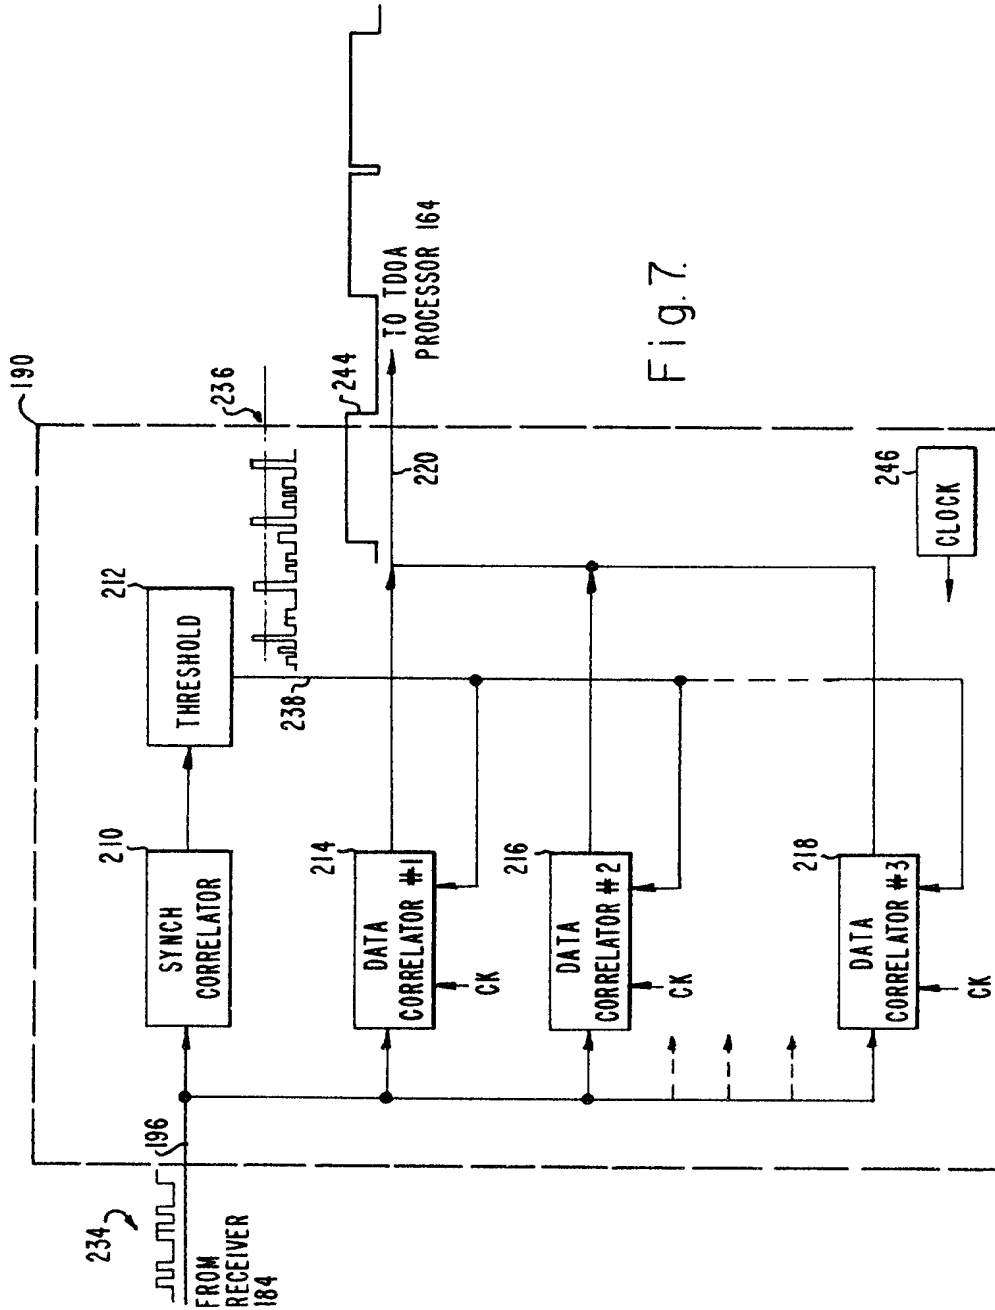 190
234
196
FROM
RECEIVER
184
210
SYNCH
CORRELATOR
212
THRESHOLD
236
238
244
214
DATA
CORRELATOR #1
CK
220
TO TDOA
PROCESSOR 164
216
DATA
CORRELATOR #2
CK
218
DATA
CORRELATOR #3
CK
246
CLOCK
Fig. 7.